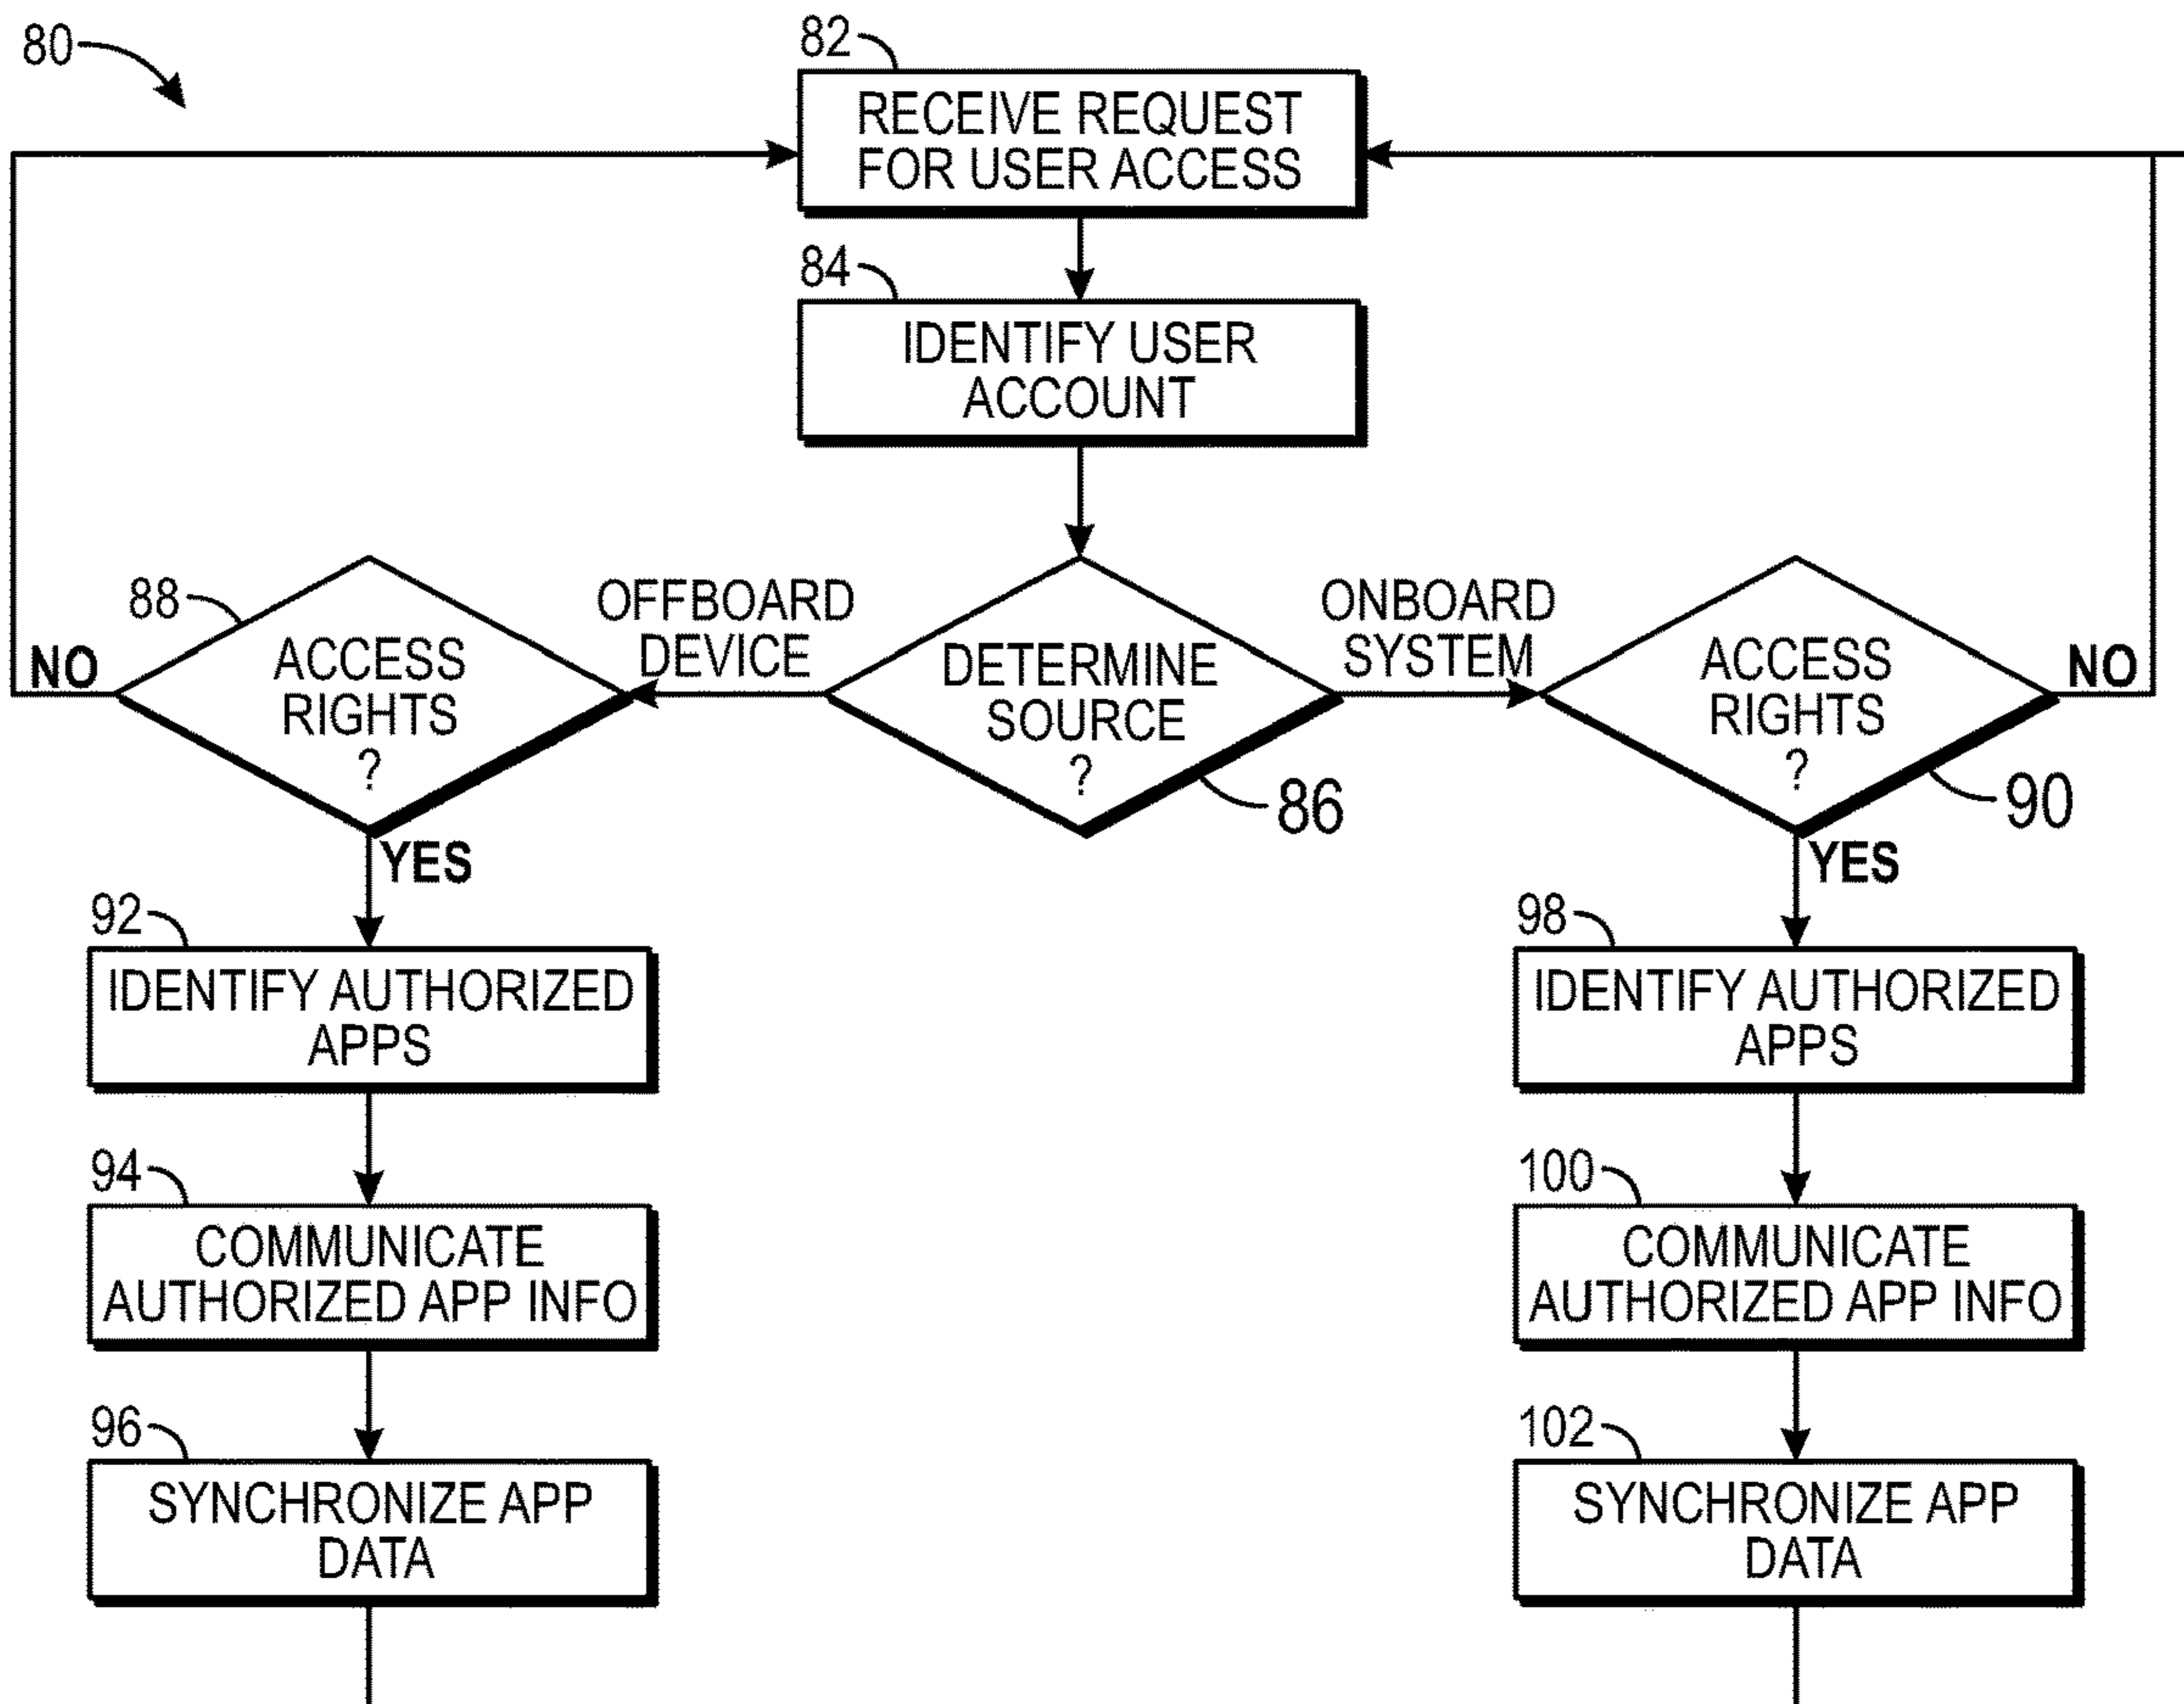 80
82
RECEIVE REQUEST
FOR USER ACCESS
84
IDENTIFY USER
ACCOUNT
88
ACCESS
RIGHTS
?
NO
YES
OFFBOARD
DEVICE
DETERMINE
SOURCE
?
86
ONBOARD
SYSTEM
ACCESS
RIGHTS
?
90
NO
YES
92
IDENTIFY AUTHORIZED
APPS
94
COMMUNICATE
AUTHORIZED APP INFO
96
SYNCHRONIZE APP
DATA
98
IDENTIFY AUTHORIZED
APPS
100
COMMUNICATE
AUTHORIZED APP INFO
102
SYNCHRONIZE APP
DATA